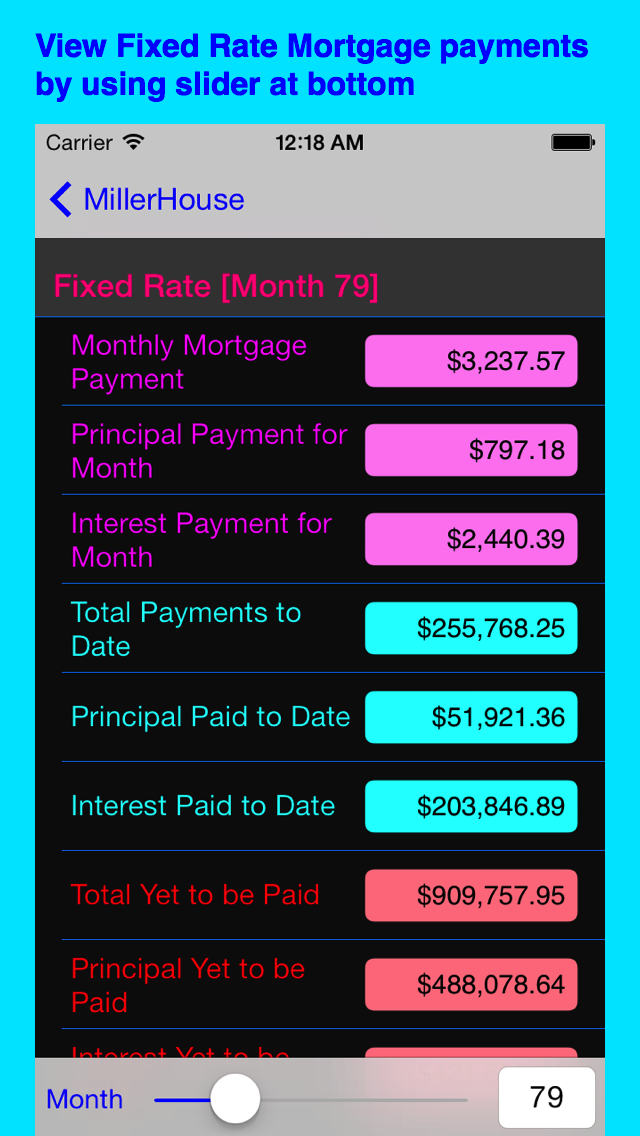 View Fixed Rate Mortgage payments
by using slider at bottom
Carrier 12:18 AM
MillerHouse
Fixed Rate [Month 79]
Monthly Mortgage
Payment
$3,237.57
Principal Payment for
Month
$797.18
Interest Payment for
Month
$2,440.39
Total Payments to
Date
$255,768.25
Principal Paid to Date
$51,921.36
Interest Paid to Date
$203,846.89
Total Yet to be Paid
$909,757.95
Principal Yet to be
Paid
$488,078.64
Interest Yet to be
Month
79